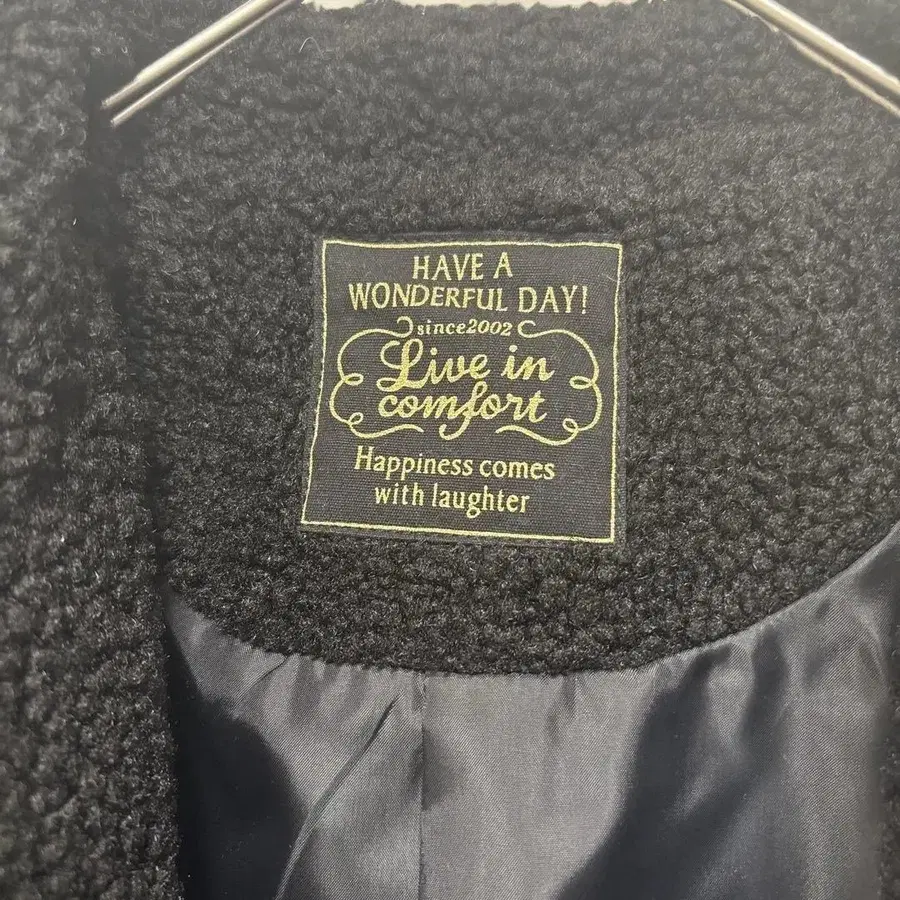 HAVE A
WONDERFUL DAY!
since2002
Live in
comfort
Happiness comes
with laughter